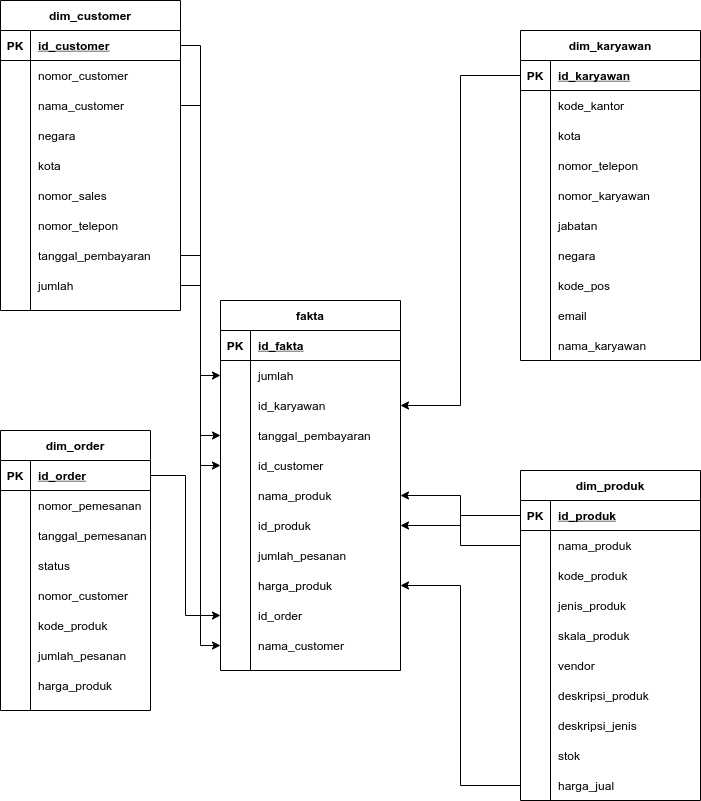 dim_customer
PK id_customer
nomor_customer
nama_customer
negara
kota
nomor_sales
nomor_telepon
tanggal_pembayaran
jumlah
dim_karyawan
PK id_karyawan
kode_kantor
kota
nomor_telepon
nomor_karyawan
jabatan
negara
kode_pos
email
nama_karyawan
fakta
PK id_fakta
jumlah
id_karyawan
tanggal_pembayaran
id_customer
nama_produk
id_produk
jumlah_pesanan
harga_produk
id_order
nama_customer
dim_order
PK id_order
nomor_pemesanan
tanggal_pemesanan
status
nomor_customer
kode_produk
jumlah_pesanan
harga_produk
dim_produk
PK id_produk
nama_produk
kode_produk
jenis_produk
skala_produk
vendor
deskripsi_produk
deskripsi_jenis
stok
harga_jual